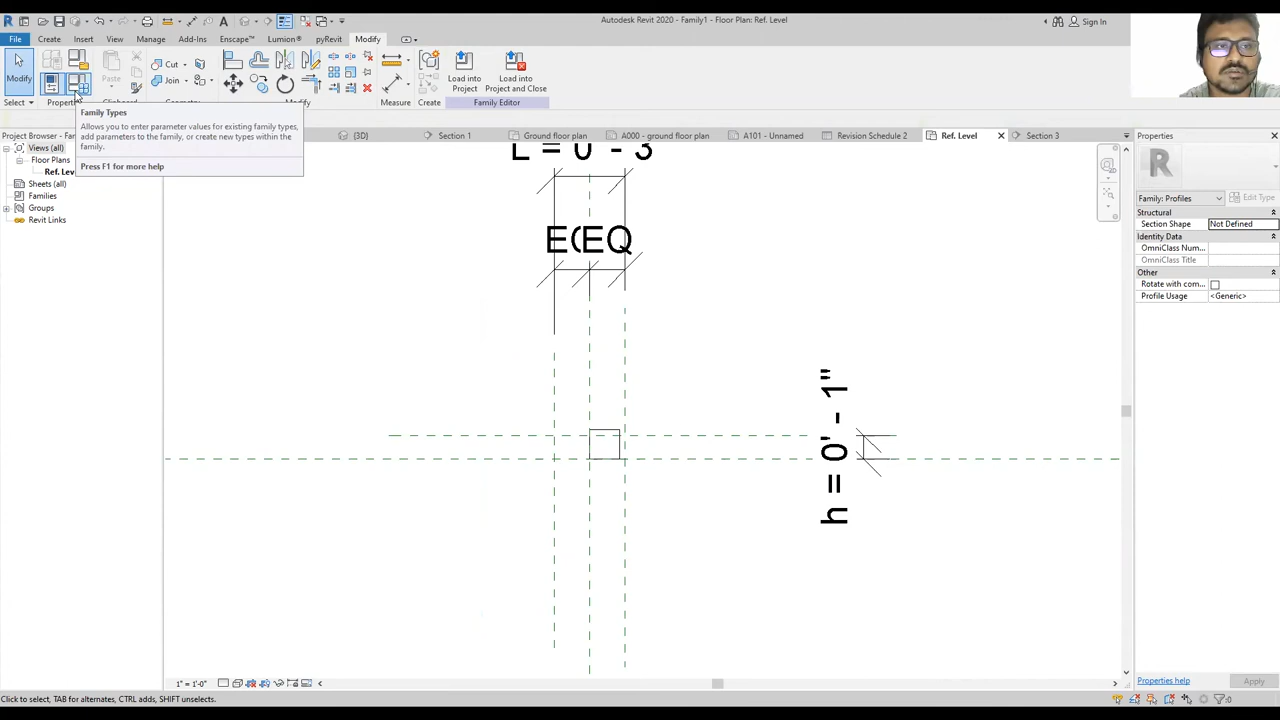 Autodesk Revit 2020 - Family1 - Floor Plan: Ref. Level
Sign In
File Create Insert View Manage Add-Ins Enscape™ Lumion® pyRevit Modify
Modify
Paste
Cut
Join
Load into Project
Load into Project and Close
Select
Clipboard
Measure Create Family Editor
Family Types
Allows you to enter parameter values for existing family types, add parameters to the family, or create new types within the family.
Press F1 for more help
{3D} Section 1 Ground floor plan A000 - ground floor plan A101 - Unnamed Revision Schedule 2 Ref. Level Section 3
Views (all)
Floor Plans
Ref. Lev
Sheets (all)
Families
Groups
Revit Links
L = 0' - 3
EQ
h = 0' - 1"
Properties
Family: Profiles
Edit Type
Structural
Section Shape Not Defined
Identity Data
OmniClass Num...
OmniClass Title
Other
Rotate with com...
Profile Usage <Generic>
Properties help
Apply
1" = 1'-0"
Click to select, TAB for alternates, CTRL adds, SHIFT unselects.
:0